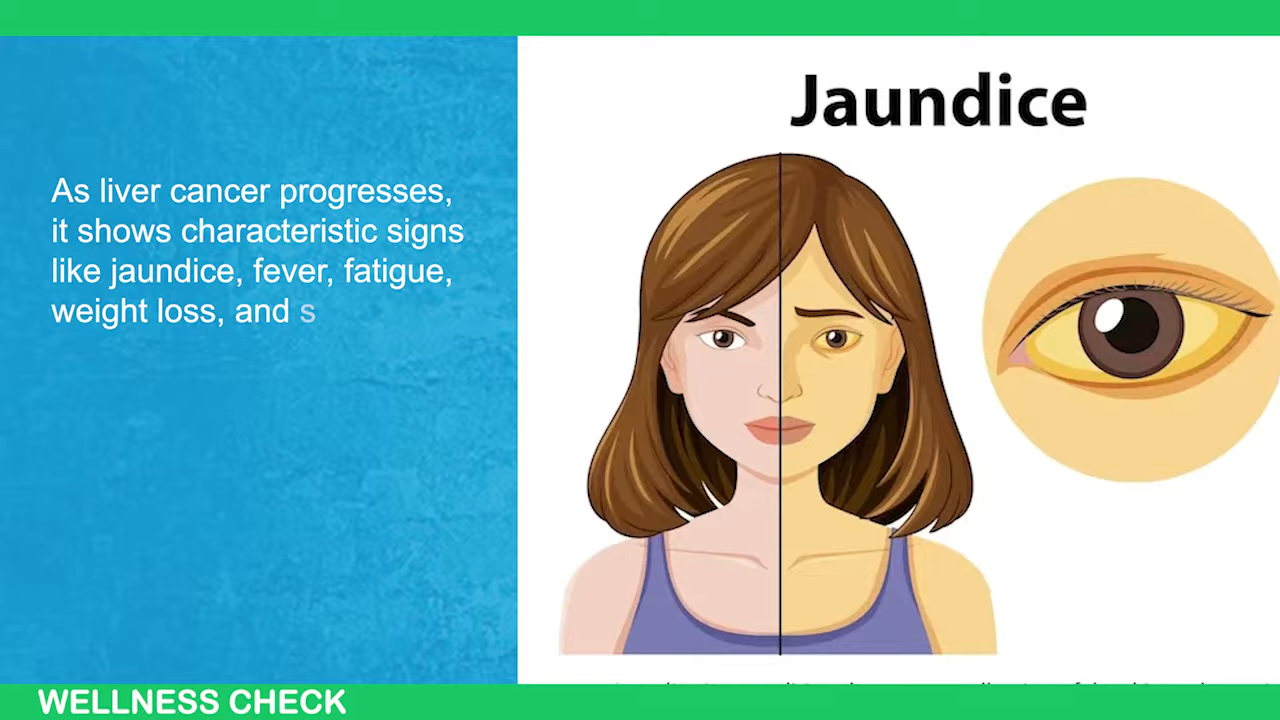 Jaundice
As liver cancer progresses,
it shows characteristic signs
like jaundice, fever, fatigue,
weight loss, and s
WELLNESS CHECK